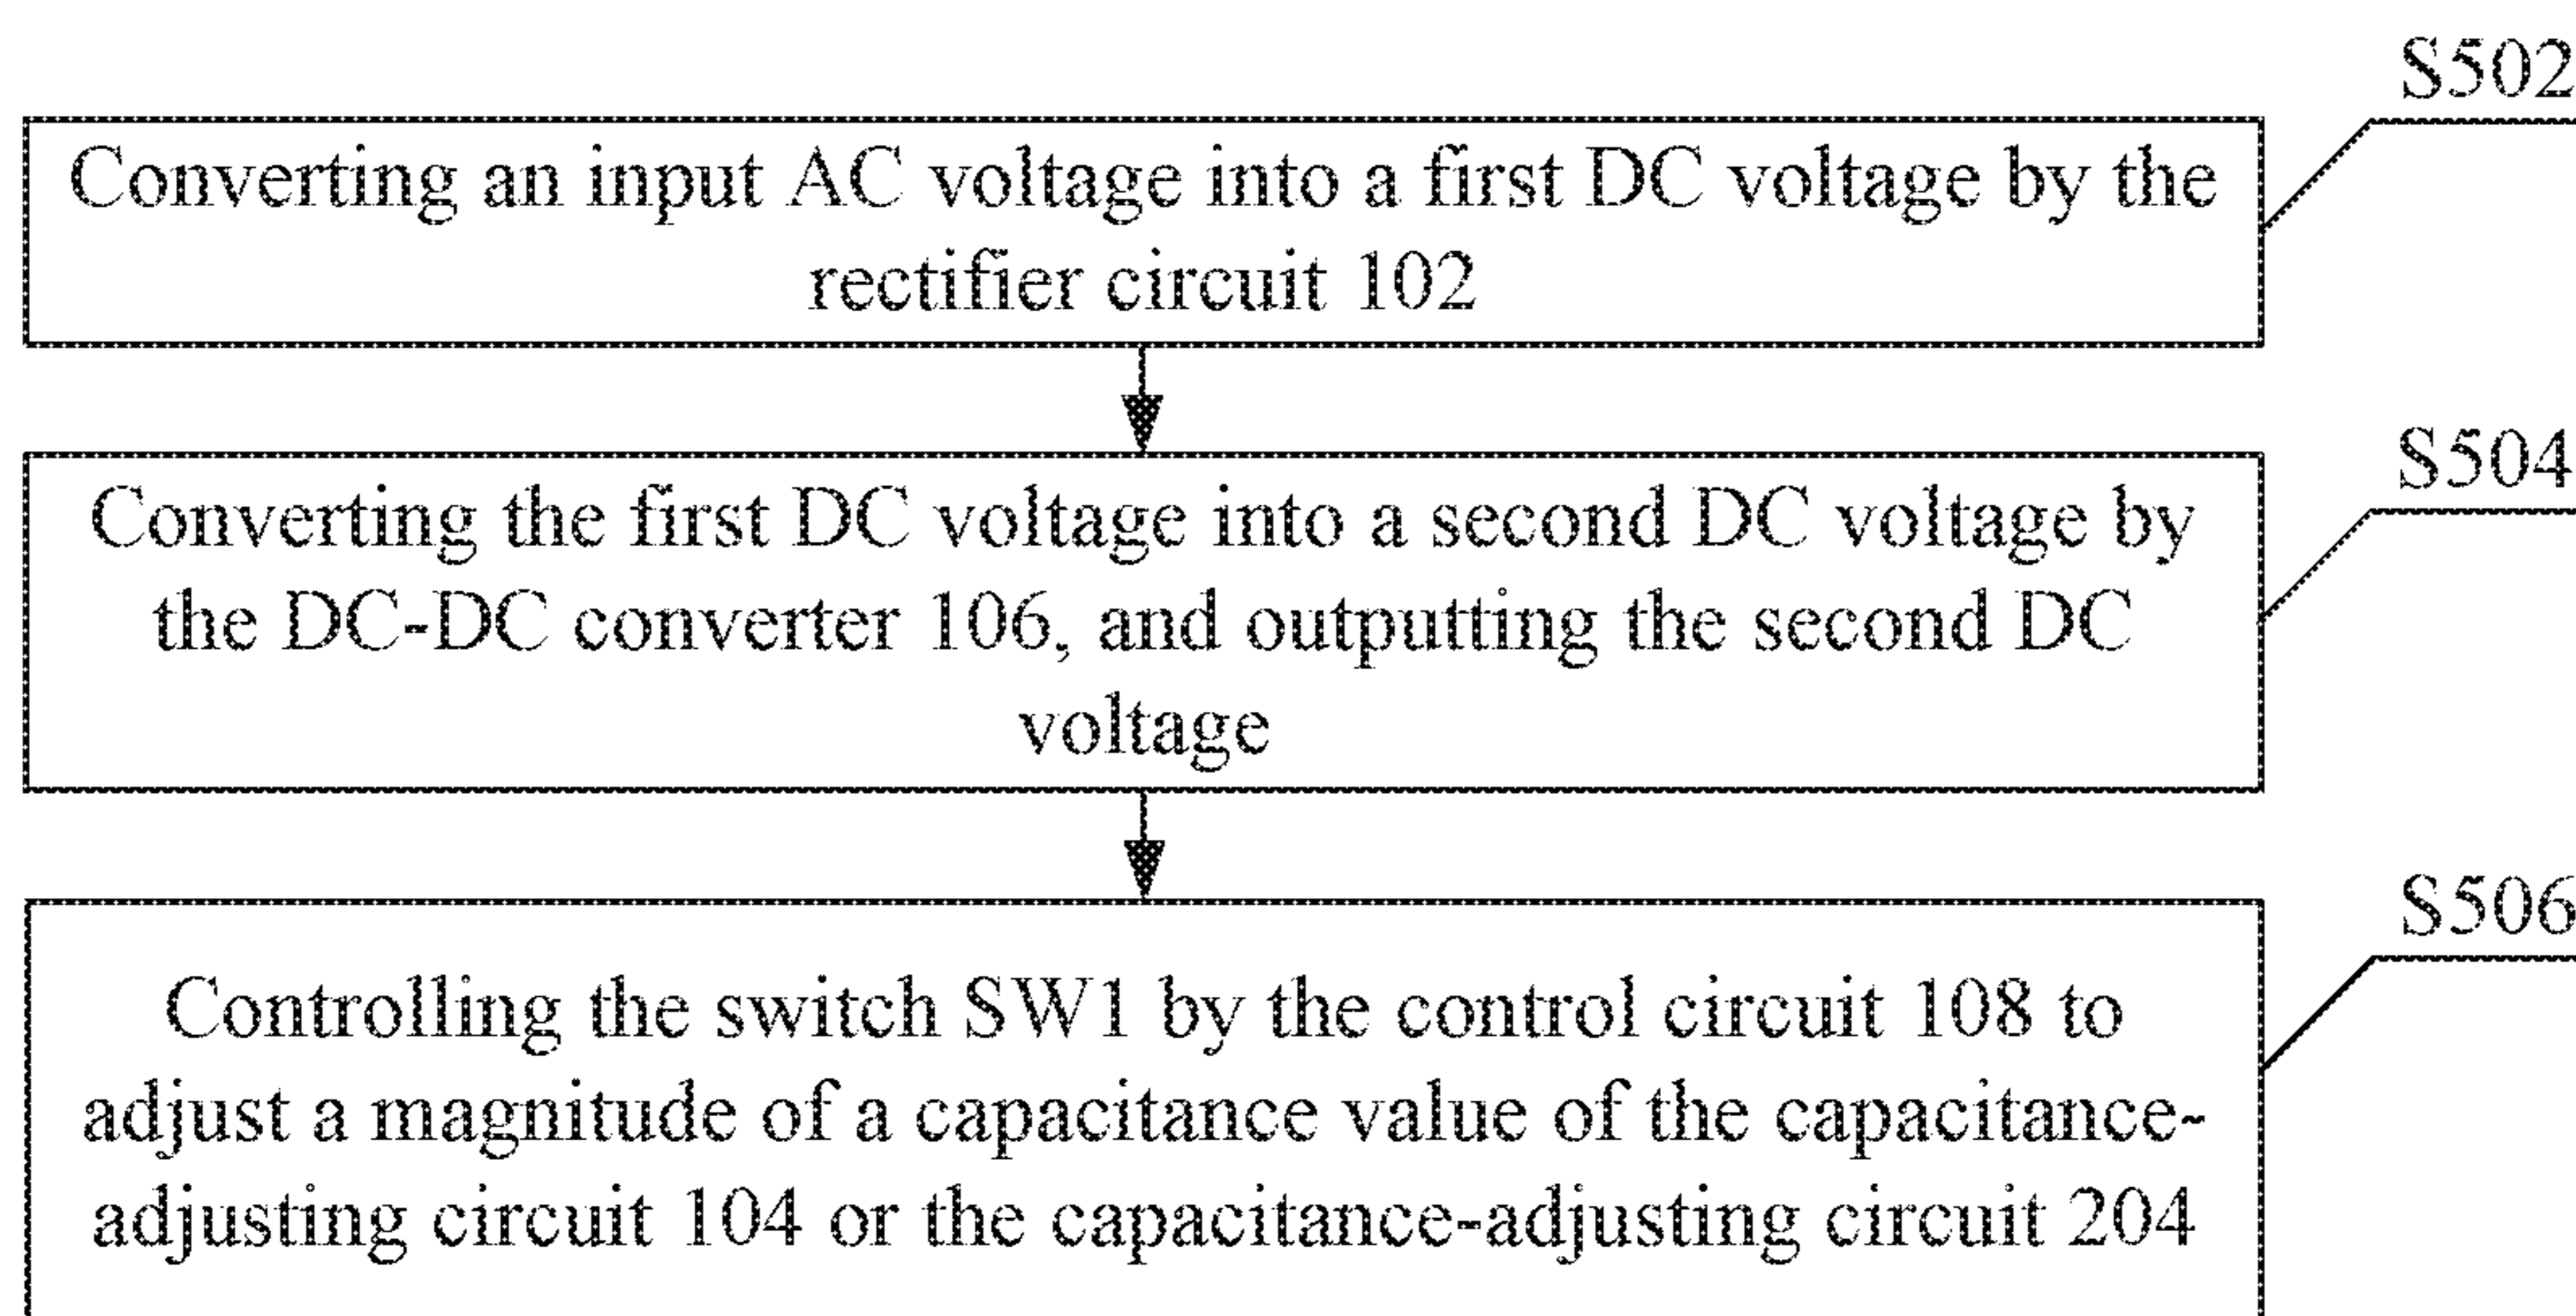 S502
Converting an input AC voltage into a first DC voltage by the
rectifier circuit 102
S504
Converting the first DC voltage into a second DC voltage by
the DC-DC converter 106, and outputting the second DC
voltage
S506
Controlling the switch SW1 by the control circuit 108 to
adjust a magnitude of a capacitance value of the capacitance-
adjusting circuit 104 or the capacitance-adjusting circuit 204